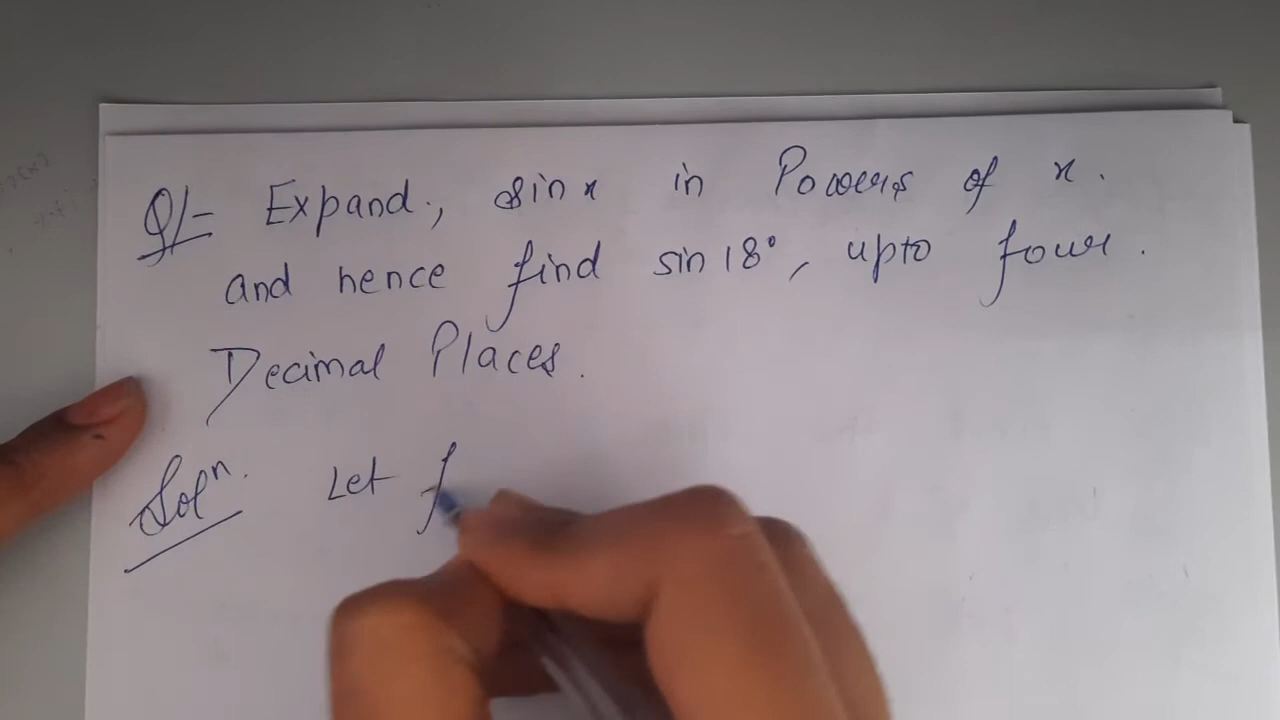 Q/- Expand., sin x in Powers of x.
and hence find sin 18°, upto four.
Decimal Places.
Solⁿ. Let f